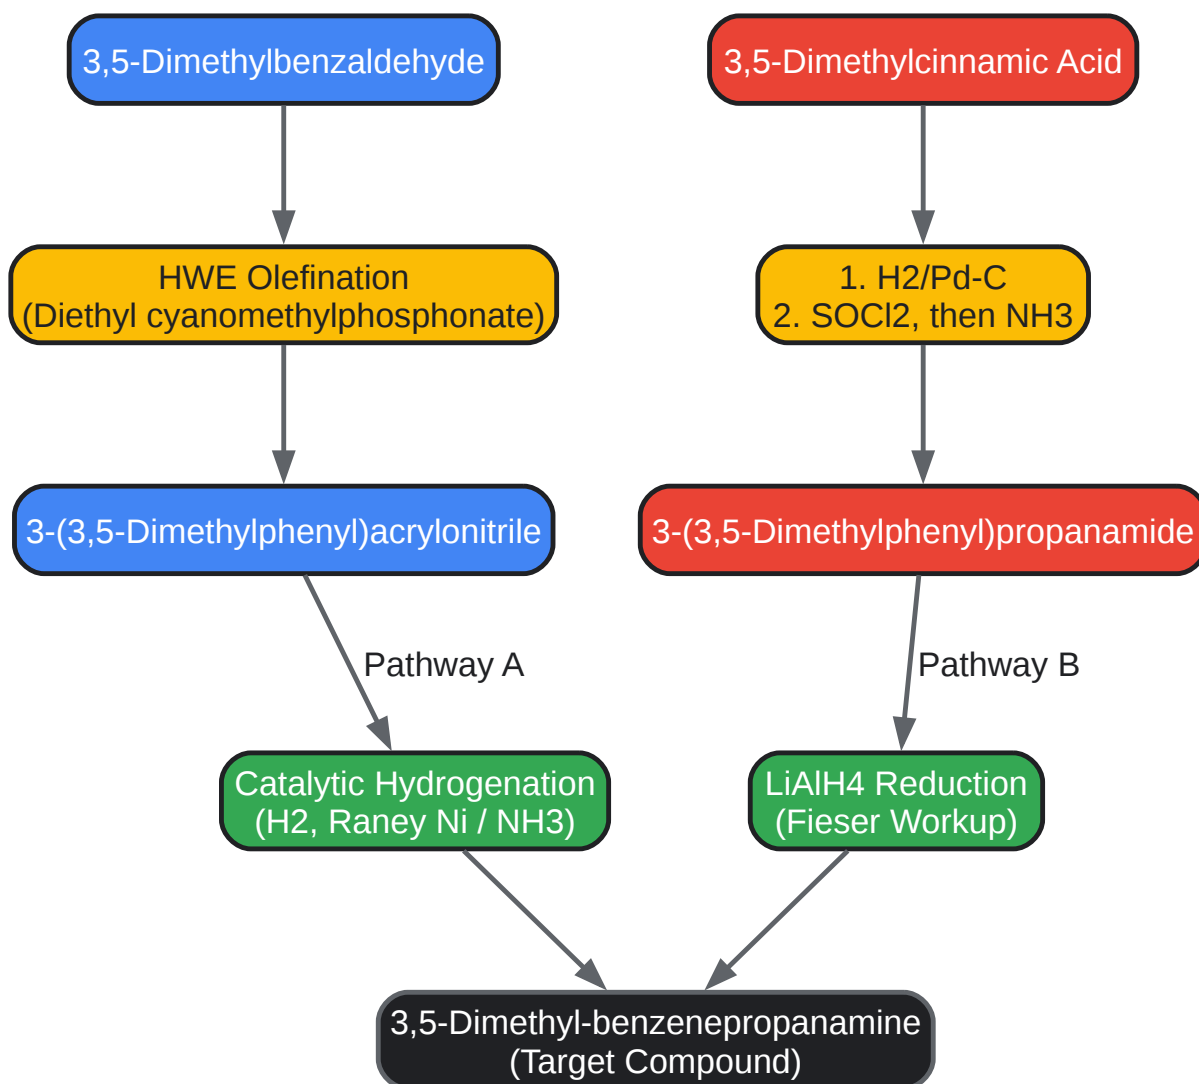 3,5-Dimethylbenzaldehyde
3,5-Dimethylcinnamic Acid
HWE Olefination
(Diethyl cyanomethylphosphonate)
1. H2/Pd-C
2. SOCl2, then NH3
3-(3,5-Dimethylphenyl)acrylonitrile
3-(3,5-Dimethylphenyl)propanamide
Pathway A
Pathway B
Catalytic Hydrogenation
(H2, Raney Ni / NH3)
LiAlH4 Reduction
(Fieser Workup)
3,5-Dimethyl-benzenepropanamine
(Target Compound)